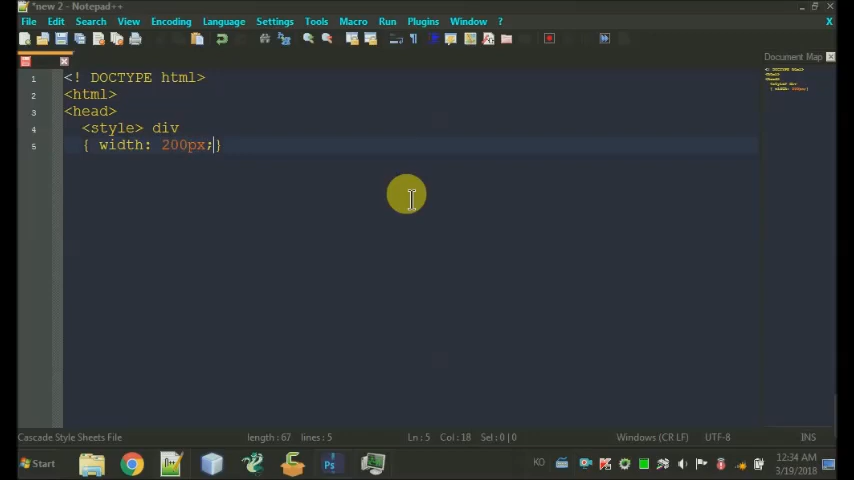 *new 2 - Notepad++
File Edit Search View Encoding Language Settings Tools Macro Run Plugins Window ? X
Document Map
1 <! DOCTYPE html>
2 <html>
3 <head>
4 <style> div
5 { width: 200px;}
Cascade Style Sheets File length:67 lines:5 Ln:5 Col:18 Sel:0|0 Windows (CR LF) UTF-8 INS
Start Ps KO 12:34 AM
3/19/2018